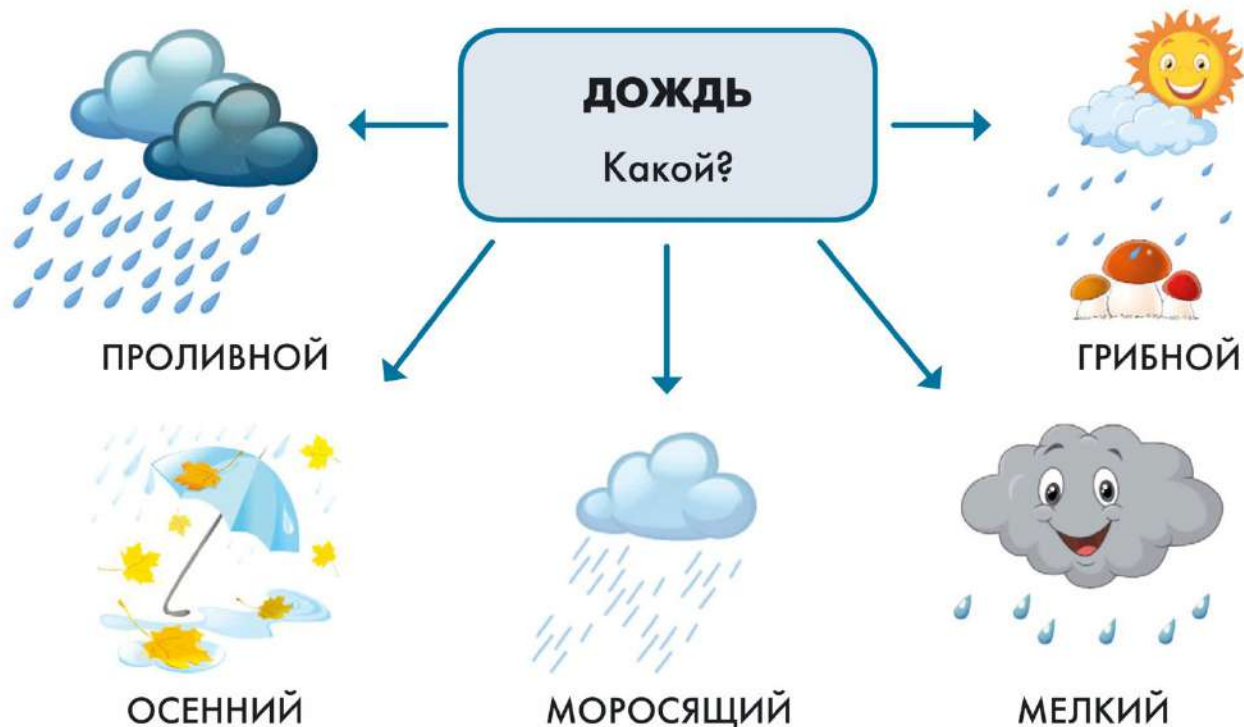 ДОЖДЬ
Какой?
ПРОЛИВНОЙ
ГРИБНОЙ
ОСЕННИЙ
МОРОСЯЩИЙ
МЕЛКИЙ